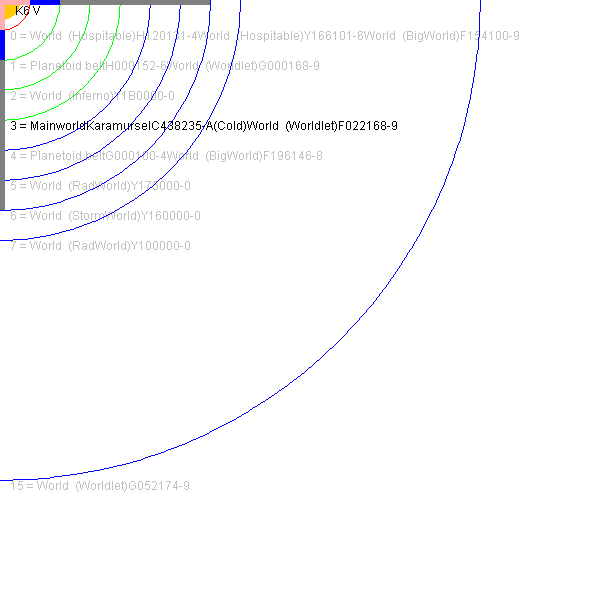 K6 V
0 = World  (Hospitable)H120131-4World  (Hospitable)Y166101-6World  (BigWorld)F154100-9
1 = Planetoid beltH000152-6World  (Worldlet)G000168-9
2 = World  (Inferno)Y1B0000-0
3 = MainworldKaramurselC438235-A(Cold)World  (Worldlet)F022168-9
4 = Planetoid beltG000100-4World  (BigWorld)F196146-8
5 = World  (RadWorld)Y175000-0
6 = World  (StormWorld)Y160000-0
7 = World  (RadWorld)Y100000-0
15 = World  (Worldlet)G052174-9